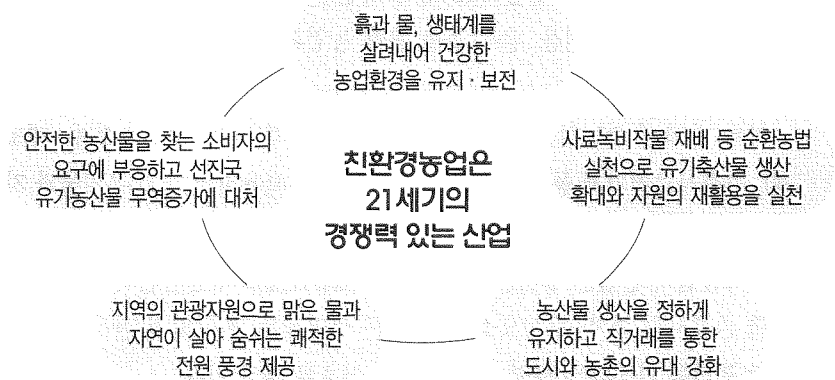 흙과 물, 생태계를
살려내어 건강한
농업환경을 유지 · 보전
안전한 농산물을 찾는 소비자의
요구에 부응하고 선진국
유기농산물 무역증가에 대처
친환경농업은
21세기의
경쟁력 있는 산업
사료녹비작물 재배 등 순환농법
실천으로 유기축산물 생산
확대와 자원의 재활용을 실천
지역의 관광자원으로 맑은 물과
자연이 살아 숨쉬는 쾌적한
전원 풍경 제공
농산물 생산을 정하게
유지하고 직거래를 통한
도시와 농촌의 유대 강화